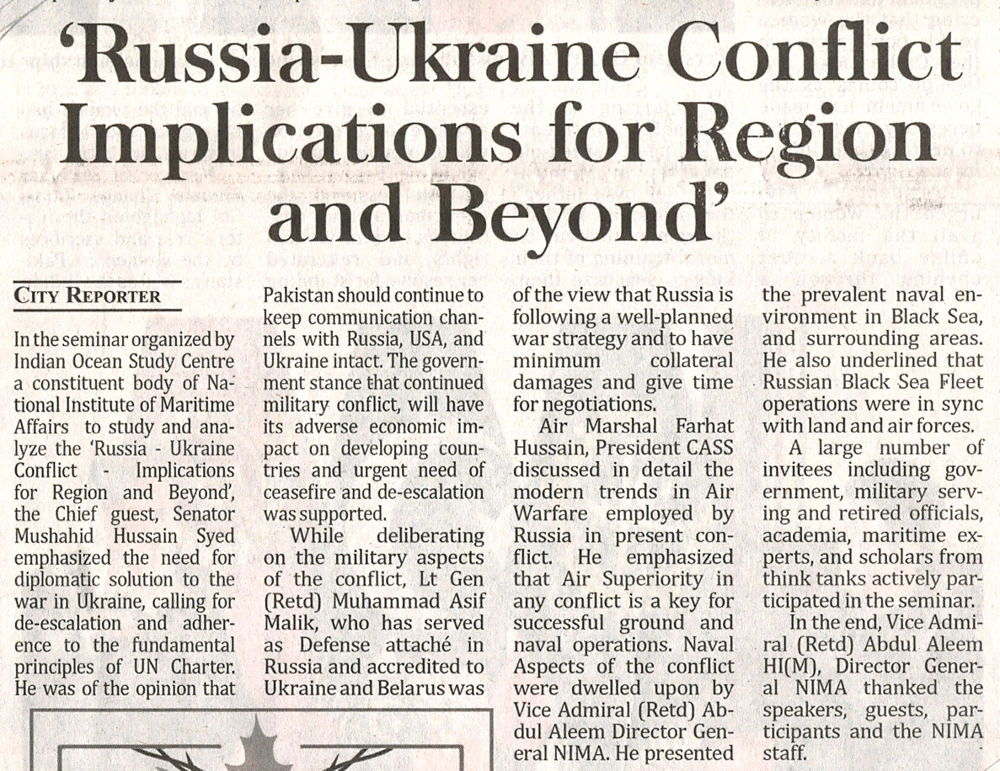 ‘Russia-Ukraine Conflict
Implications for Region
and Beyond’
CITY REPORTER
In the seminar organized by
Indian Ocean Study Centre
a constituent body of Na-
tional Institute of Maritime
Affairs to study and ana-
lyze the ‘Russia - Ukraine
Conflict - Implications
for Region and Beyond’,
the Chief guest, Senator
Mushahid Hussain Syed
emphasized the need for
diplomatic solution to the
war in Ukraine, calling for
de-escalation and adher-
ence to the fundamental
principles of UN Charter.
He was of the opinion that
Pakistan should continue to
keep communication chan-
nels with Russia, USA, and
Ukraine intact. The govern-
ment stance that continued
military conflict, will have
its adverse economic im-
pact on developing coun-
tries and urgent need of
ceasefire and de-escalation
was supported.
While deliberating
on the military aspects
of the conflict, Lt Gen
(Retd) Muhammad Asif
Malik, who has served
as Defense attaché in
Russia and accredited to
Ukraine and Belarus was
of the view that Russia is
following a well-planned
war strategy and to have
minimum collateral
damages and give time
for negotiations.
Air Marshal Farhat
Hussain, President CASS
discussed in detail the
modern trends in Air
Warfare employed by
Russia in present con-
flict. He emphasized
that Air Superiority in
any conflict is a key for
successful ground and
naval operations. Naval
Aspects of the conflict
were dwelled upon by
Vice Admiral (Retd) Ab-
dul Aleem Director Gen-
eral NIMA. He presented
the prevalent naval en-
vironment in Black Sea,
and surrounding areas.
He also underlined that
Russian Black Sea Fleet
operations were in sync
with land and air forces.
A large number of
invitees including gov-
ernment, military serv-
ing and retired officials,
academia, maritime ex-
perts, and scholars from
think tanks actively par-
ticipated in the seminar.
In the end, Vice Admi-
ral (Retd) Abdul Aleem
HI(M), Director Gener-
al NIMA thanked the
speakers, guests, par-
ticipants and the NIMA
staff.